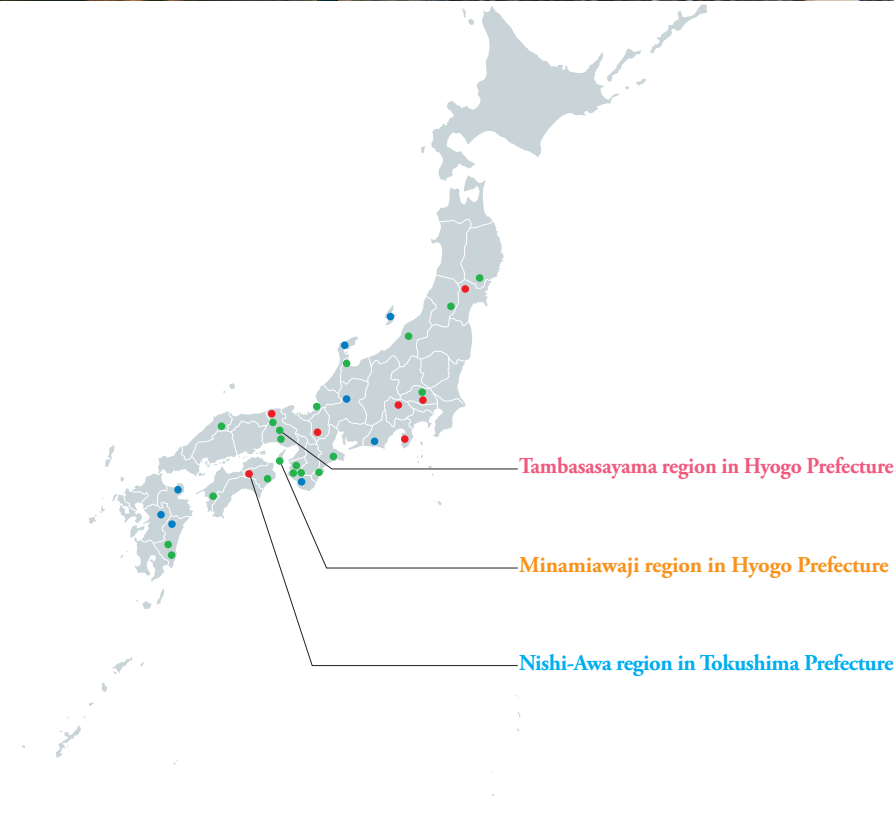 Tambasasayama region in Hyogo Prefecture
Minamiawaji region in Hyogo Prefecture
Nishi-Awa region in Tokushima Prefecture